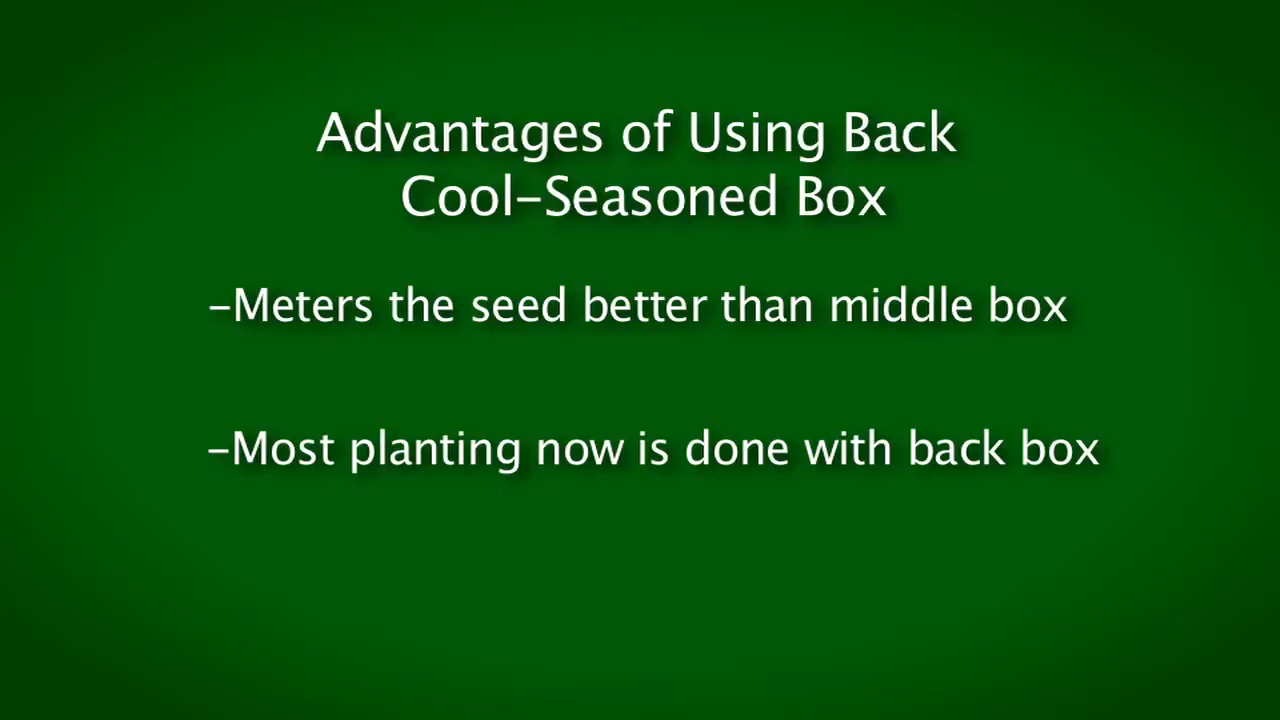 Advantages of Using Back
Cool-Seasoned Box
-Meters the seed better than middle box
-Most planting now is done with back box